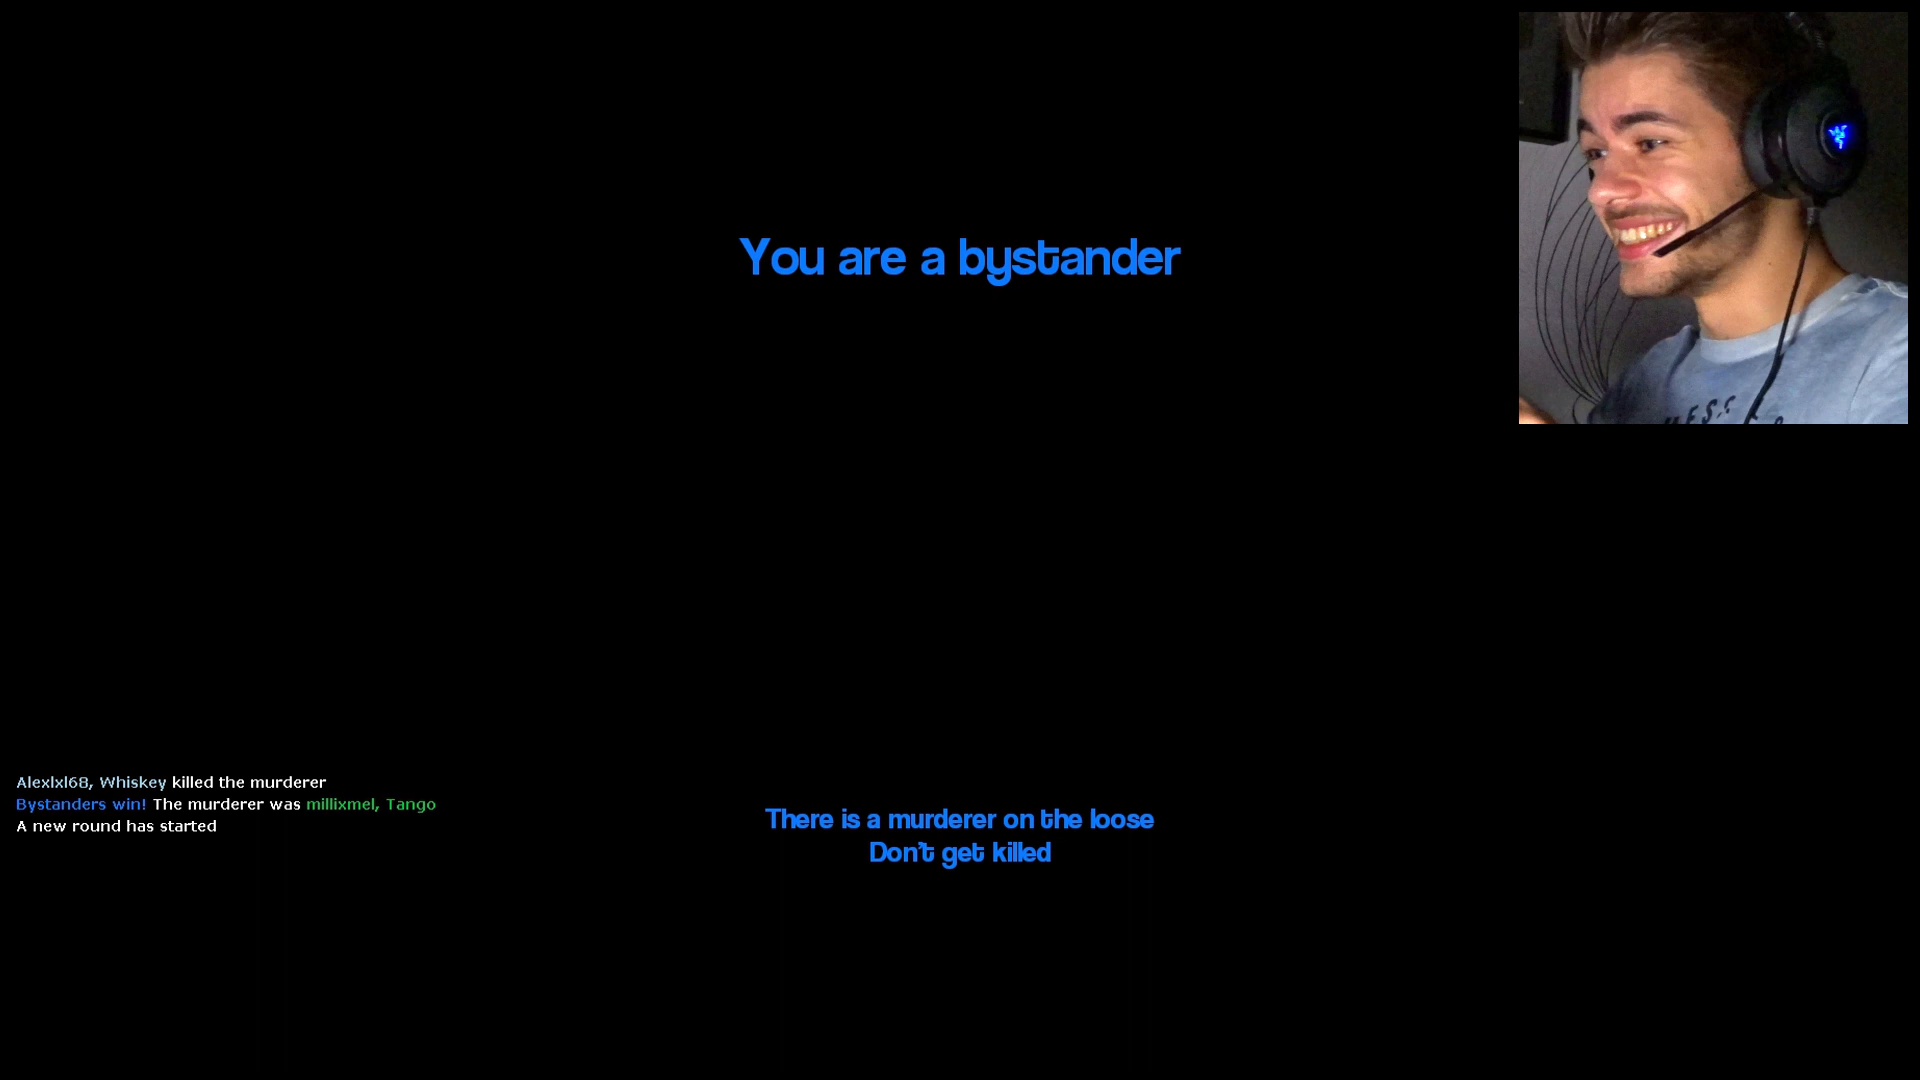 You are a bystander
Alexlxl68, Whiskey killed the murderer
Bystanders win! The murderer was millixmel, Tango
A new round has started
There is a murderer on the loose
Don't get killed